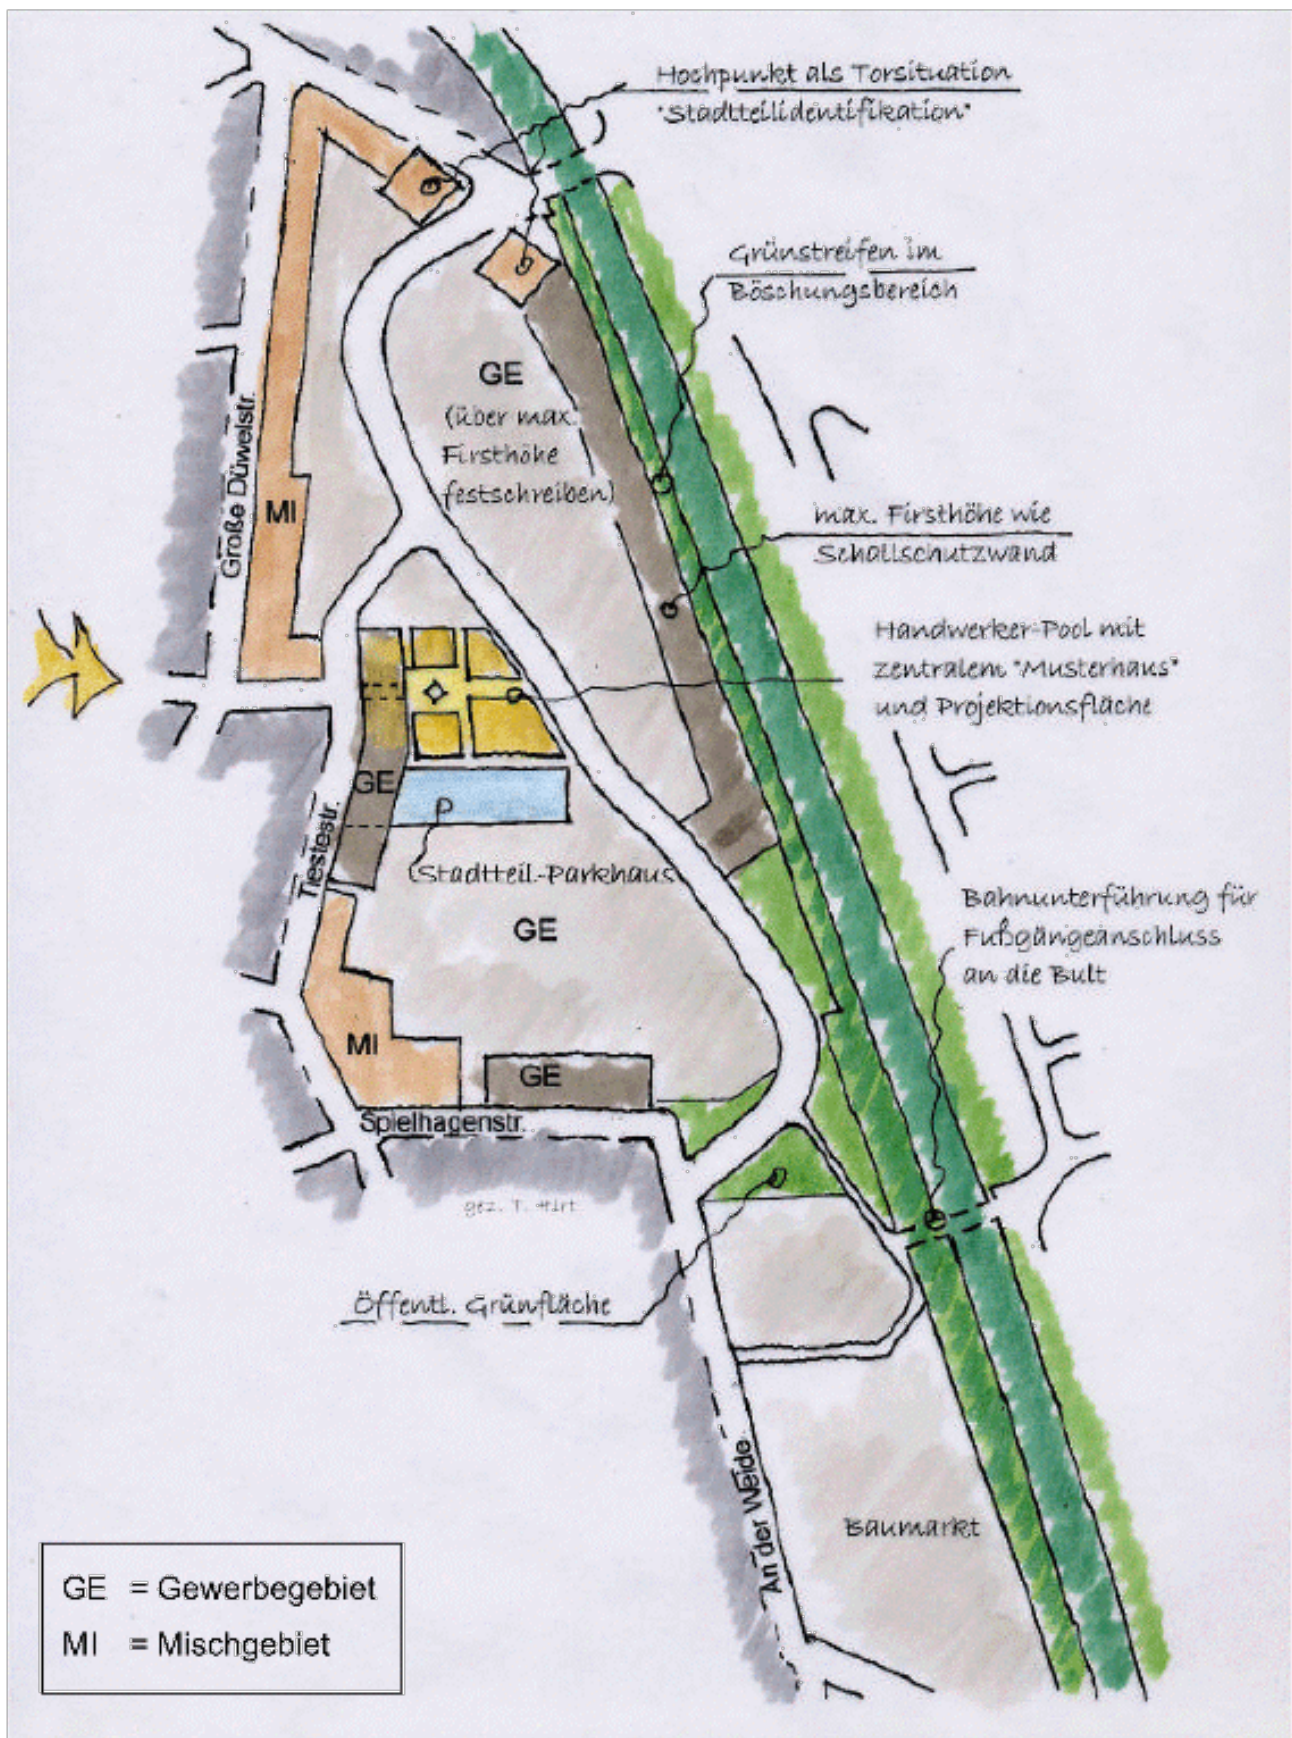 Hochpunkt als Torsituation
"Stadtteilidentifikation"
Grünstreifen im
Böschungsbereich
GE
(über max.
Firsthöhe
festschreiben)
Große Düwelstr.
MI
max. Firsthöhe wie
Schallschutzwand
Handwerker-Pool mit
zentralem "Musterhaus"
und Projektionsfläche
GE
Tiestestr.
Stadtteil.-Parkhaus
GE
Bahnunterführung für
Fußgängeanschluss
an die Bult
MI
GE
Spielhagenstr.
gez. T. Hirt
Öffentl. Grünfläche
An der Weide
Baumarkt
GE = Gewerbegebiet
MI = Mischgebiet